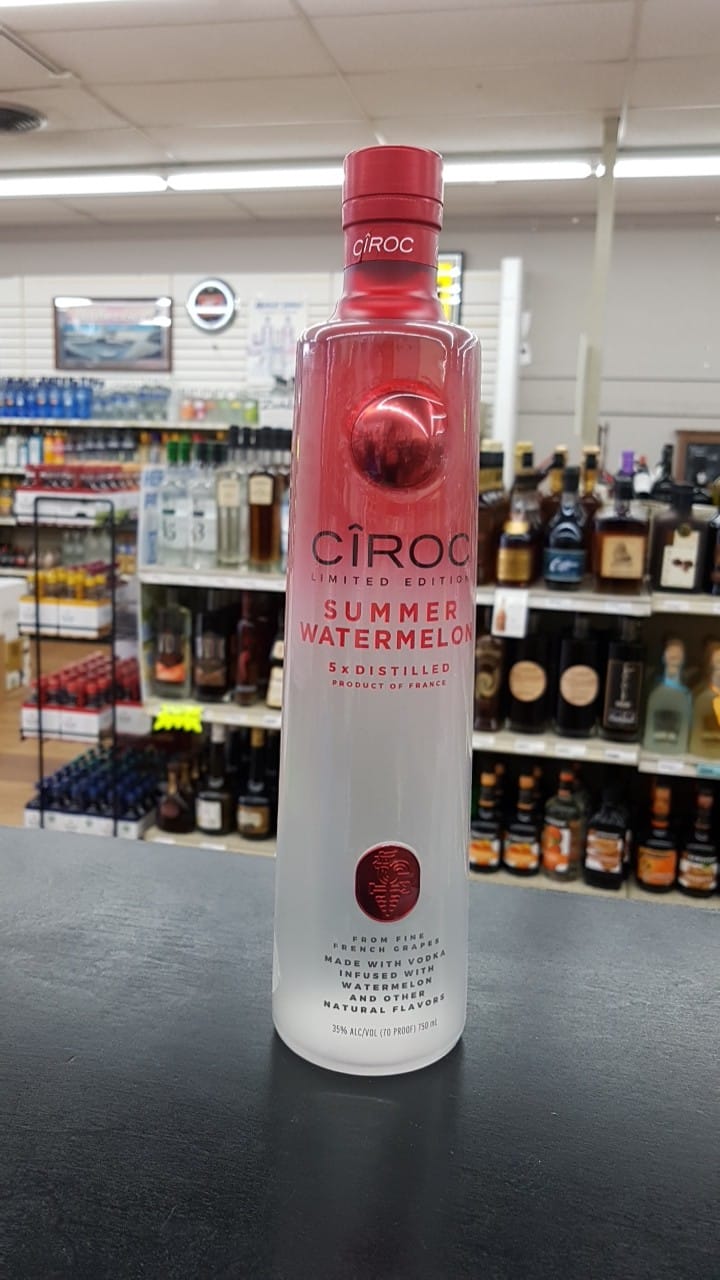 CÎROC
CÎROC
LIMITED EDITION
SUMMER
WATERMELON
5x DISTILLED
PRODUCT OF FRANCE
FROM FINE
FRENCH GRAPES
MADE WITH VODKA
INFUSED WITH
WATERMELON
AND OTHER
NATURAL FLAVORS
35% ALC/VOL (70 PROOF) 750 mL